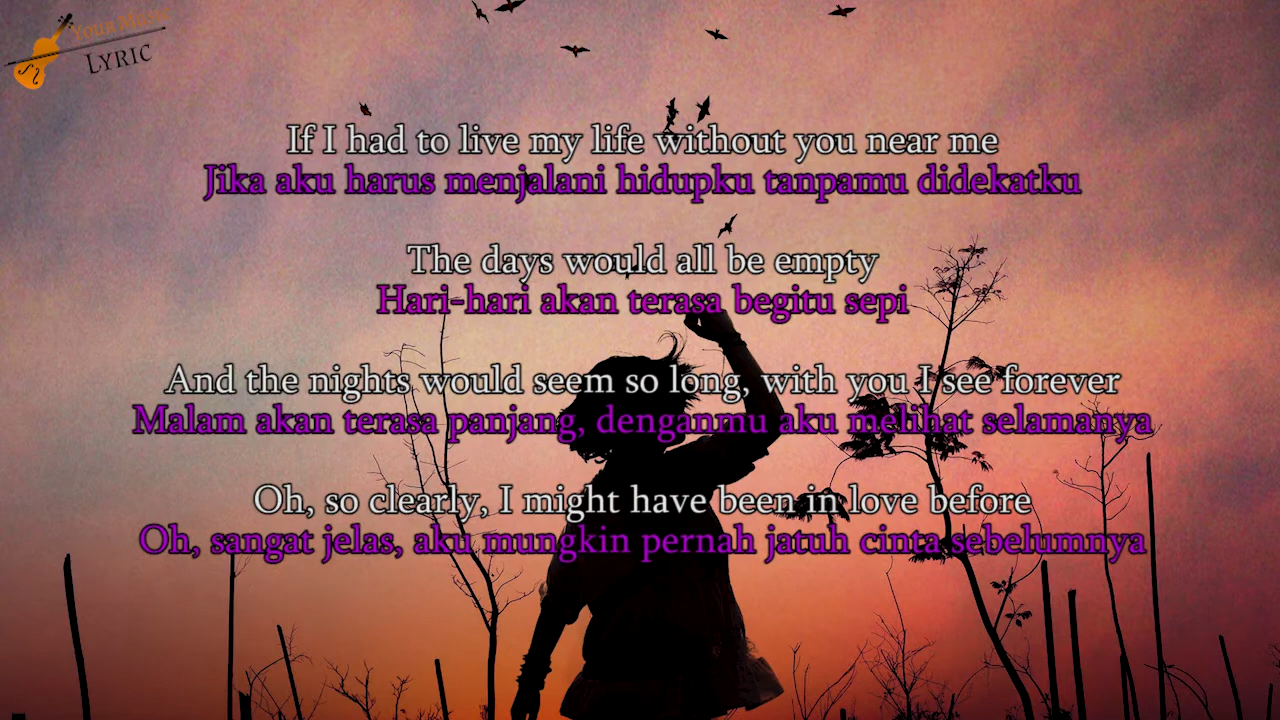 Your Music
LYRIC
If I had to live my life without you near me
Jika aku harus menjalani hidupku tanpamu didekatku
The days would all be empty
Hari-hari akan terasa begitu sepi
And the nights would seem so long, with you I see forever
Malam akan terasa panjang, denganmu aku melihat selamanya
Oh, so clearly, I might have been in love before
Oh, sangat jelas, aku mungkin pernah jatuh cinta sebelumnya